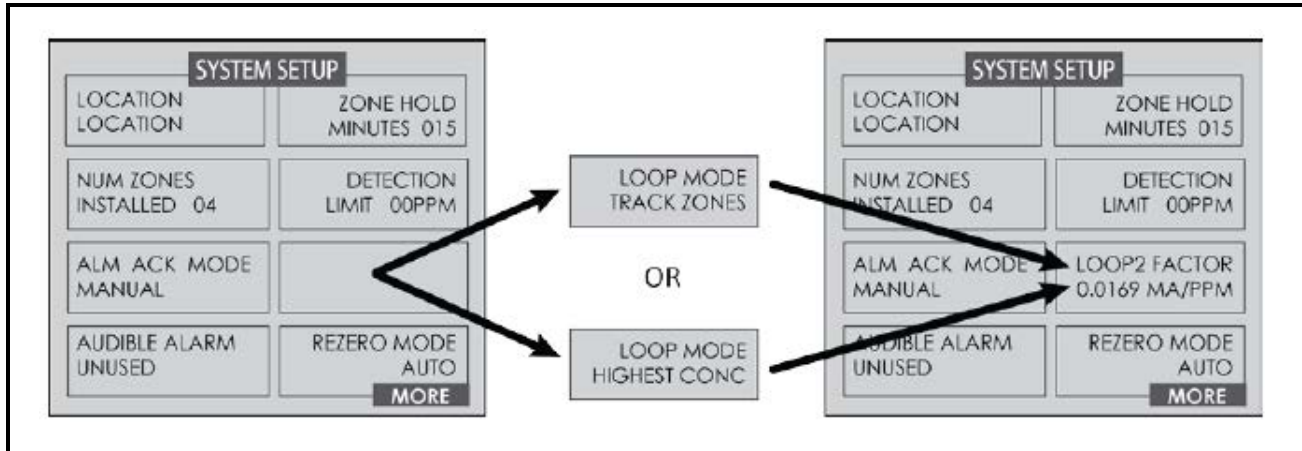 SYSTEM SETUP
LOCATION
LOCATION
ZONE HOLD
MINUTES 015
NUM ZONES
INSTALLED 04
DETECTION
LIMIT 00PPM
ALM ACK MODE
MANUAL
AUDIBLE ALARM
UNUSED
REZERO MODE
AUTO
MORE
LOOP MODE
TRACK ZONES
OR
LOOP MODE
HIGHEST CONC
SYSTEM SETUP
LOCATION
LOCATION
ZONE HOLD
MINUTES 015
NUM ZONES
INSTALLED 04
DETECTION
LIMIT 00PPM
ALM ACK MODE
MANUAL
LOOP2 FACTOR
0.0169 MA/PPM
AUDIBLE ALARM
UNUSED
REZERO MODE
AUTO
MORE